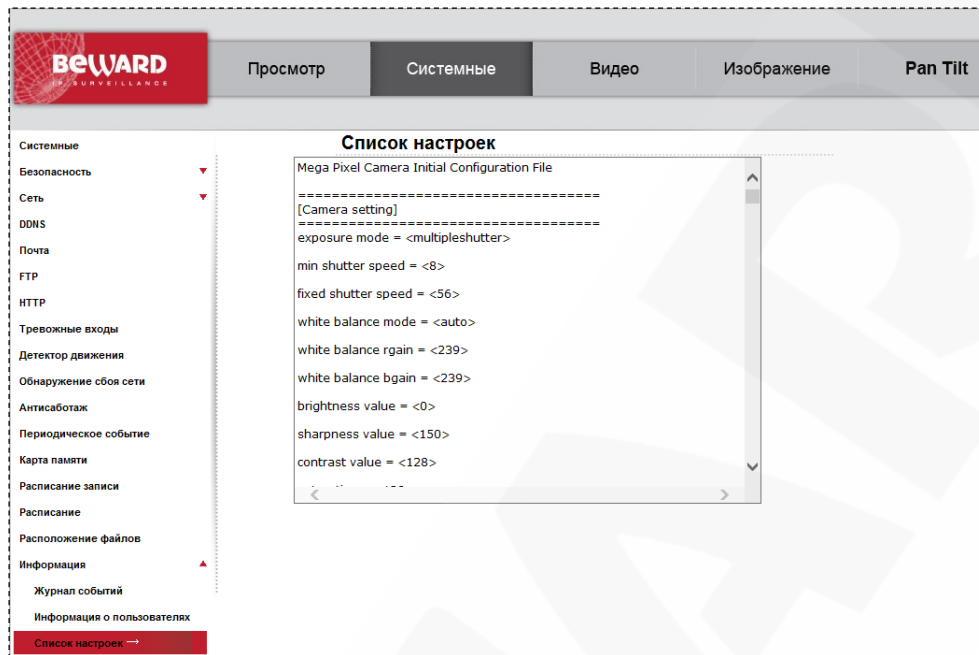 BEWARD
IP SURVEILLANCE
Просмотр
Системные
Видео
Изображение
Pan Tilt
Системные
Безопасность
Сеть
DDNS
Почта
FTP
HTTP
Тревожные входы
Детектор движения
Обнаружение сбоя сети
Антисаботаж
Периодическое событие
Карта памяти
Расписание записи
Расписание
Расположение файлов
Информация
Журнал событий
Информация о пользователях
Список настроек →
Список настроек
Mega Pixel Camera Initial Configuration File
====================================
[Camera setting]
====================================
exposure mode = <multipleshutter>
min shutter speed = <8>
fixed shutter speed = <56>
white balance mode = <auto>
white balance rgain = <239>
white balance bgain = <239>
brightness value = <0>
sharpness value = <150>
contrast value = <128>